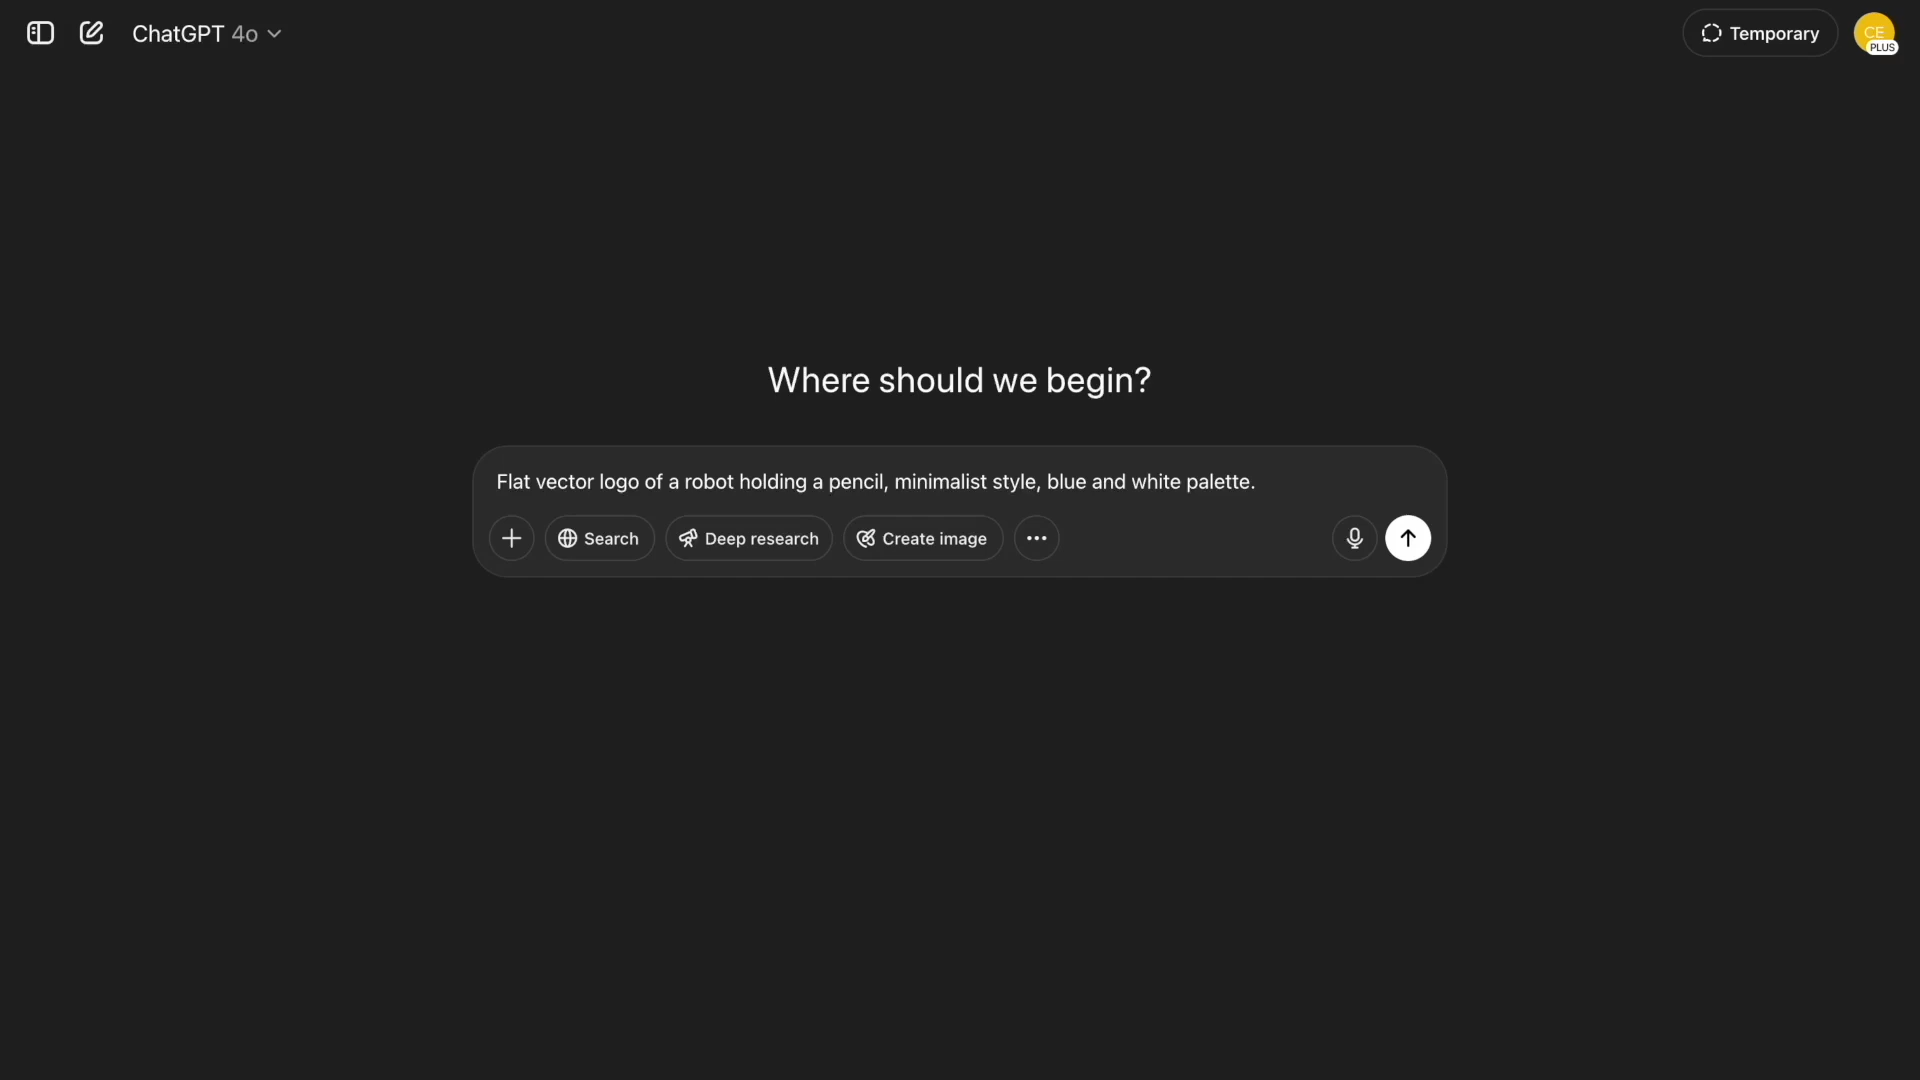 ChatGPT 4o
Temporary
CE
PLUS
Where should we begin?
Flat vector logo of a robot holding a pencil, minimalist style, blue and white palette.
Search
Deep research
Create image